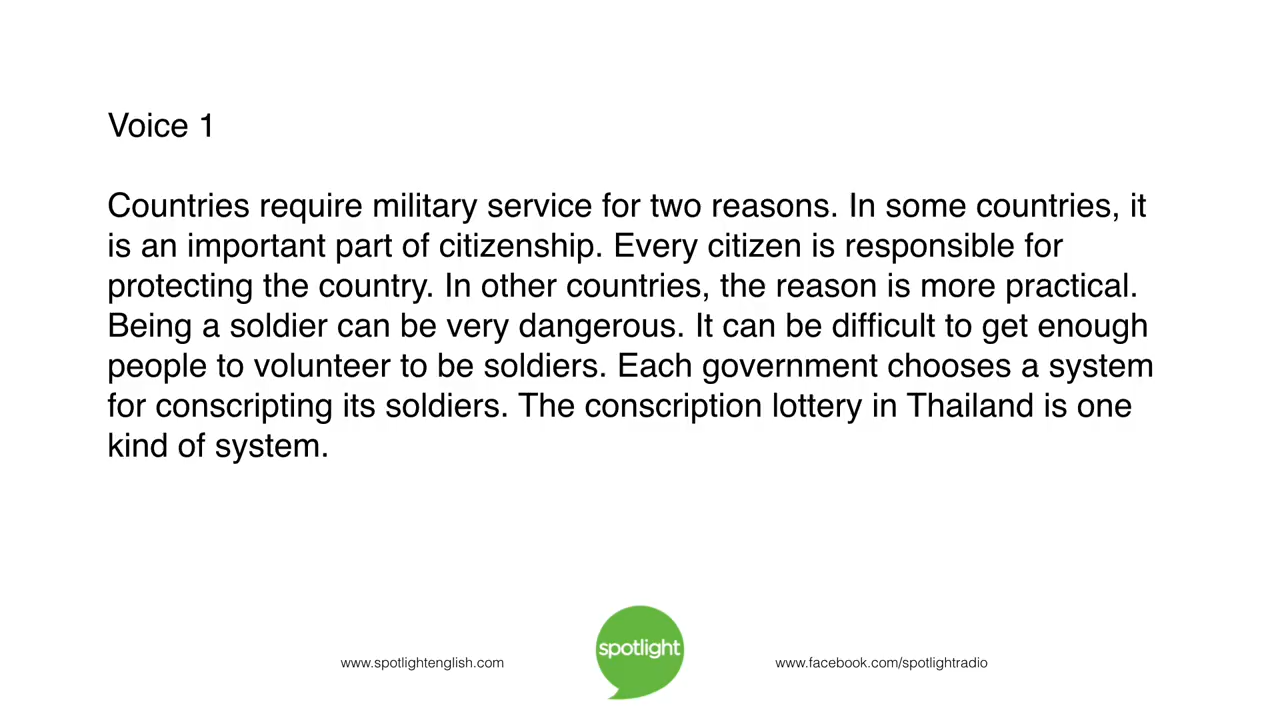 Voice 1
Countries require military service for two reasons. In some countries, it
is an important part of citizenship. Every citizen is responsible for
protecting the country. In other countries, the reason is more practical.
Being a soldier can be very dangerous. It can be difficult to get enough
people to volunteer to be soldiers. Each government chooses a system
for conscripting its soldiers. The conscription lottery in Thailand is one
kind of system.
www.spotlightenglish.com
spotlight
www.facebook.com/spotlightradio